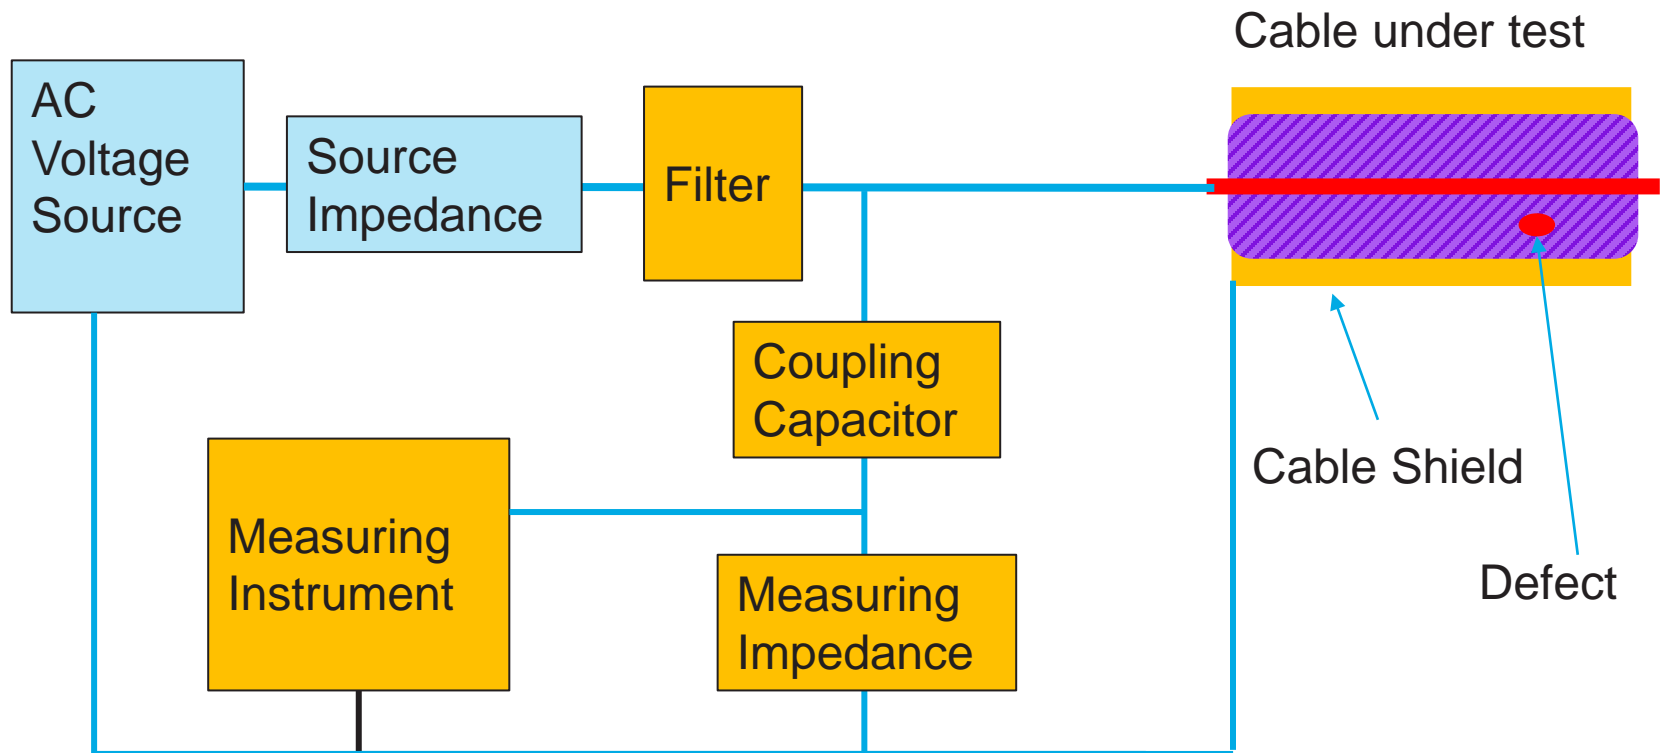 Cable under test
AC
Voltage
Source
Source
Impedance
Filter
Coupling
Capacitor
Cable Shield
Measuring
Instrument
Measuring
Impedance
Defect